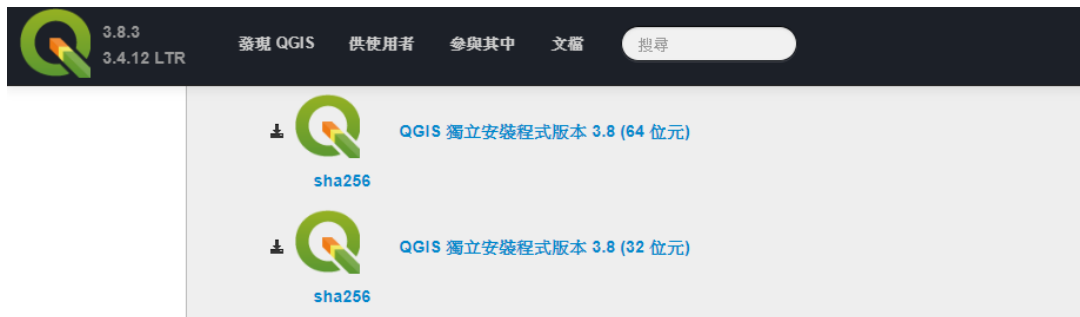 3.8.3
3.4.12 LTR
發現 QGIS 供使用者 參與其中 文檔 搜尋
QGIS 獨立安裝程式版本 3.8 (64 位元)
sha256
QGIS 獨立安裝程式版本 3.8 (32 位元)
sha256